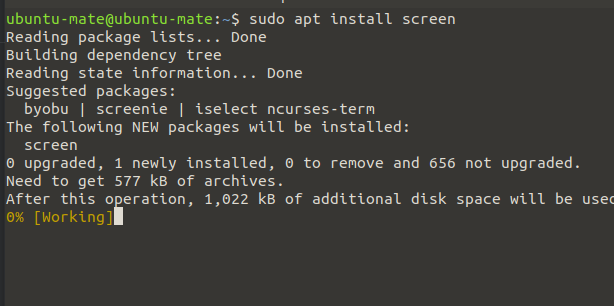 ubuntu-mate@ubuntu-mate:~$ sudo apt install screen
Reading package lists... Done
Building dependency tree
Reading state information... Done
Suggested packages:
  byobu | screenie | iselect ncurses-term
The following NEW packages will be installed:
  screen
0 upgraded, 1 newly installed, 0 to remove and 656 not upgraded.
Need to get 577 kB of archives.
After this operation, 1,022 kB of additional disk space will be used
0% [Working]